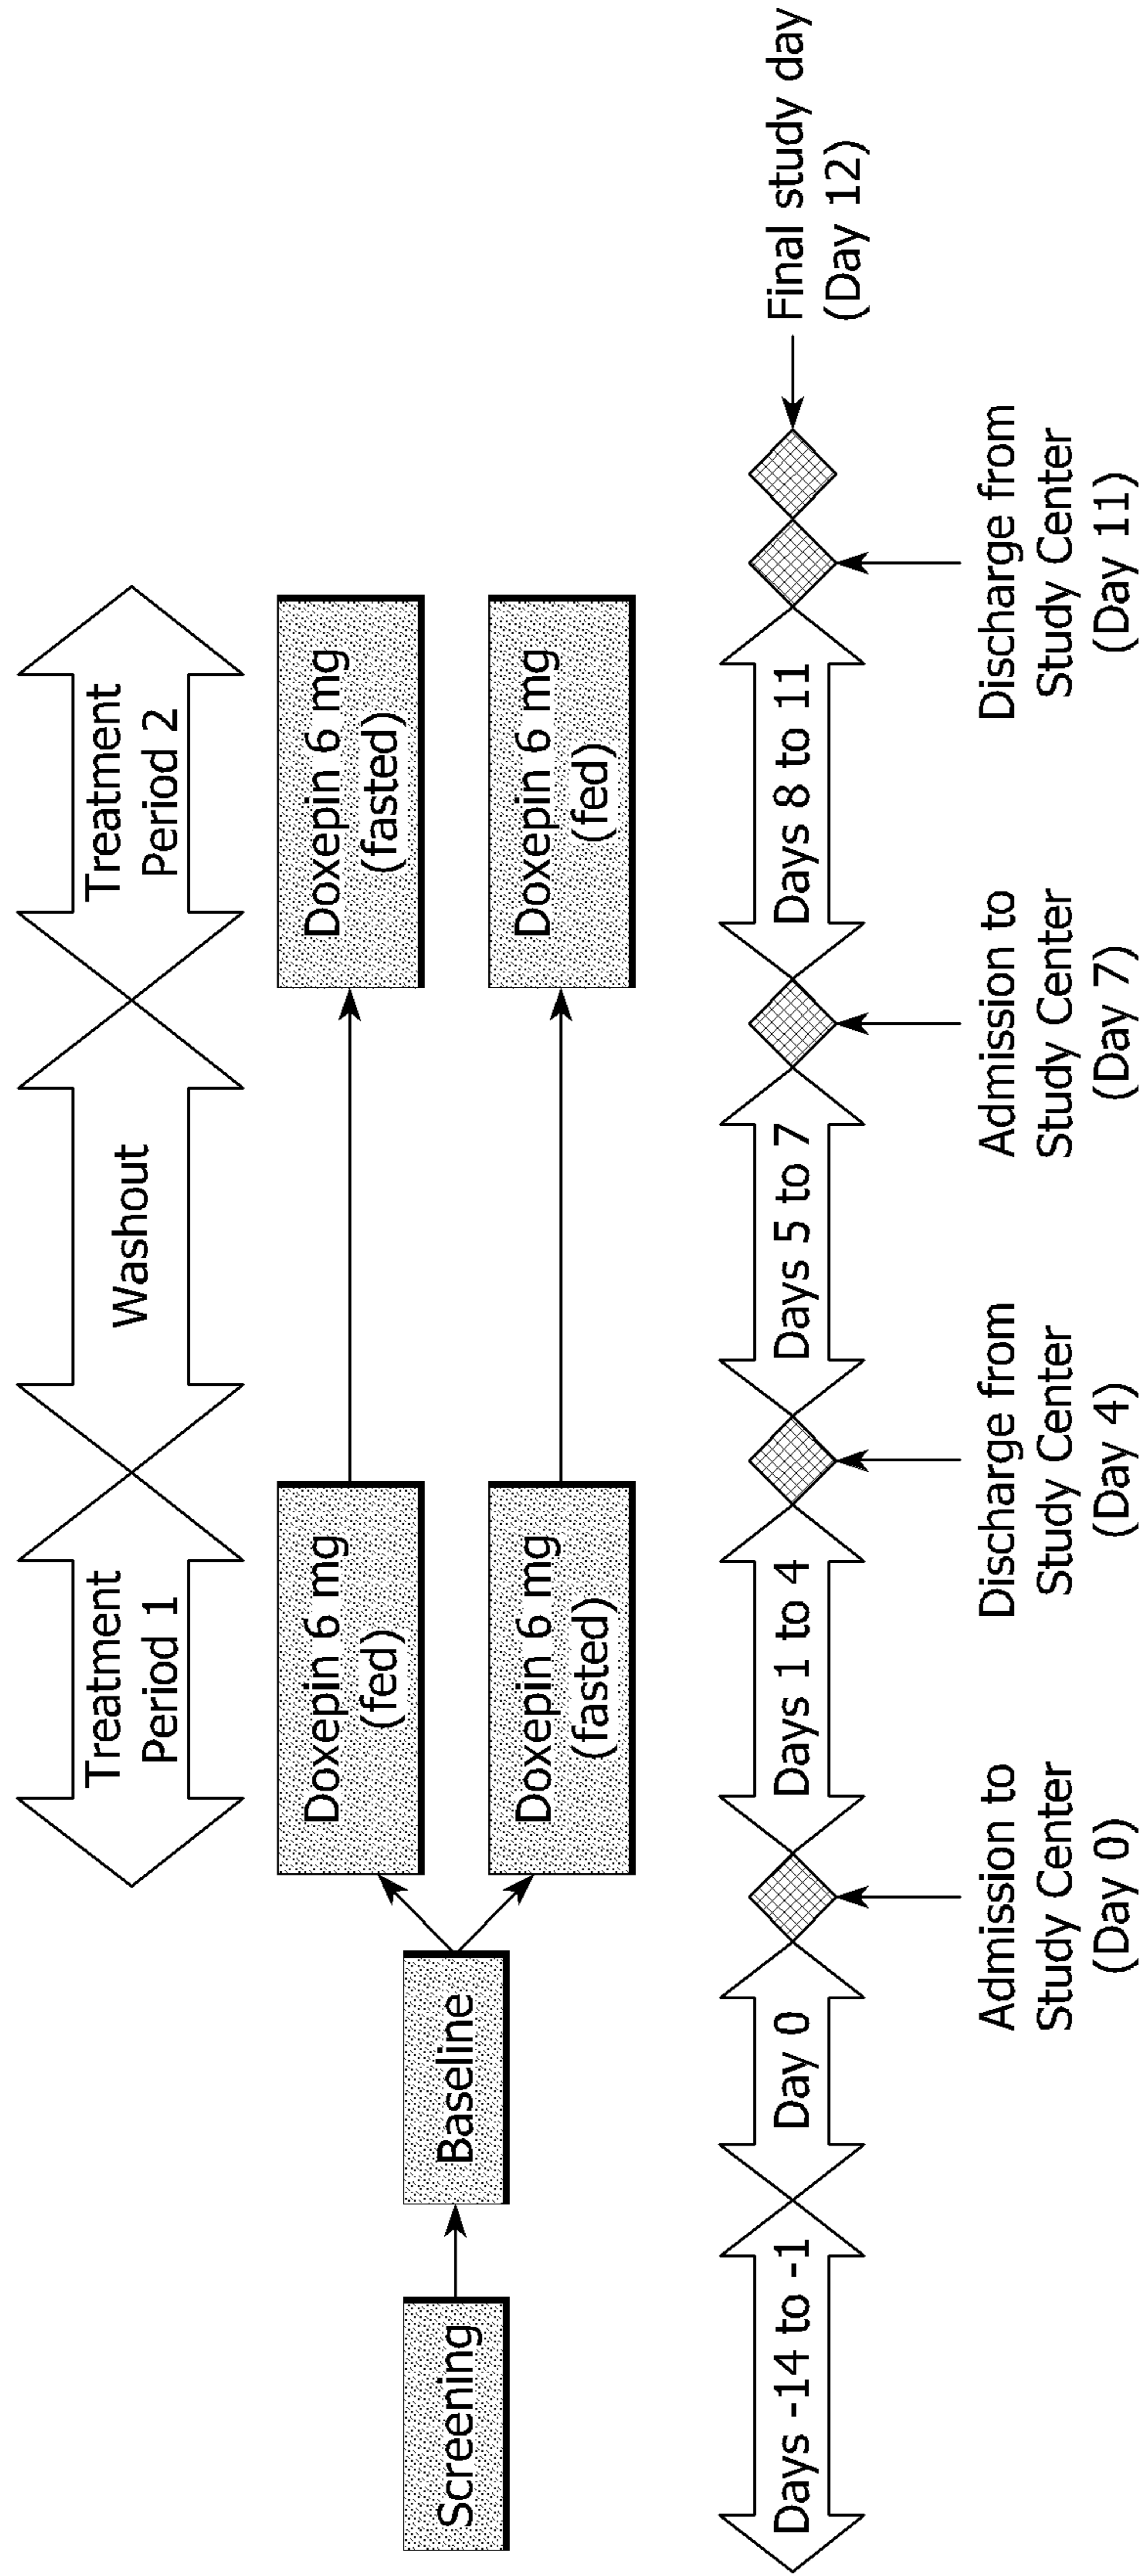 Treatment
Period 1
Washout
Treatment
Period 2
Screening
Baseline
Doxepin 6 mg
(fed)
Doxepin 6 mg
(fasted)
Doxepin 6 mg
(fasted)
Doxepin 6 mg
(fed)
Days -14 to -1
Day 0
Days 1 to 4
Days 5 to 7
Days 8 to 11
Final study day
(Day 12)
Admission to
Study Center
(Day 0)
Discharge from
Study Center
(Day 4)
Admission to
Study Center
(Day 7)
Discharge from
Study Center
(Day 11)